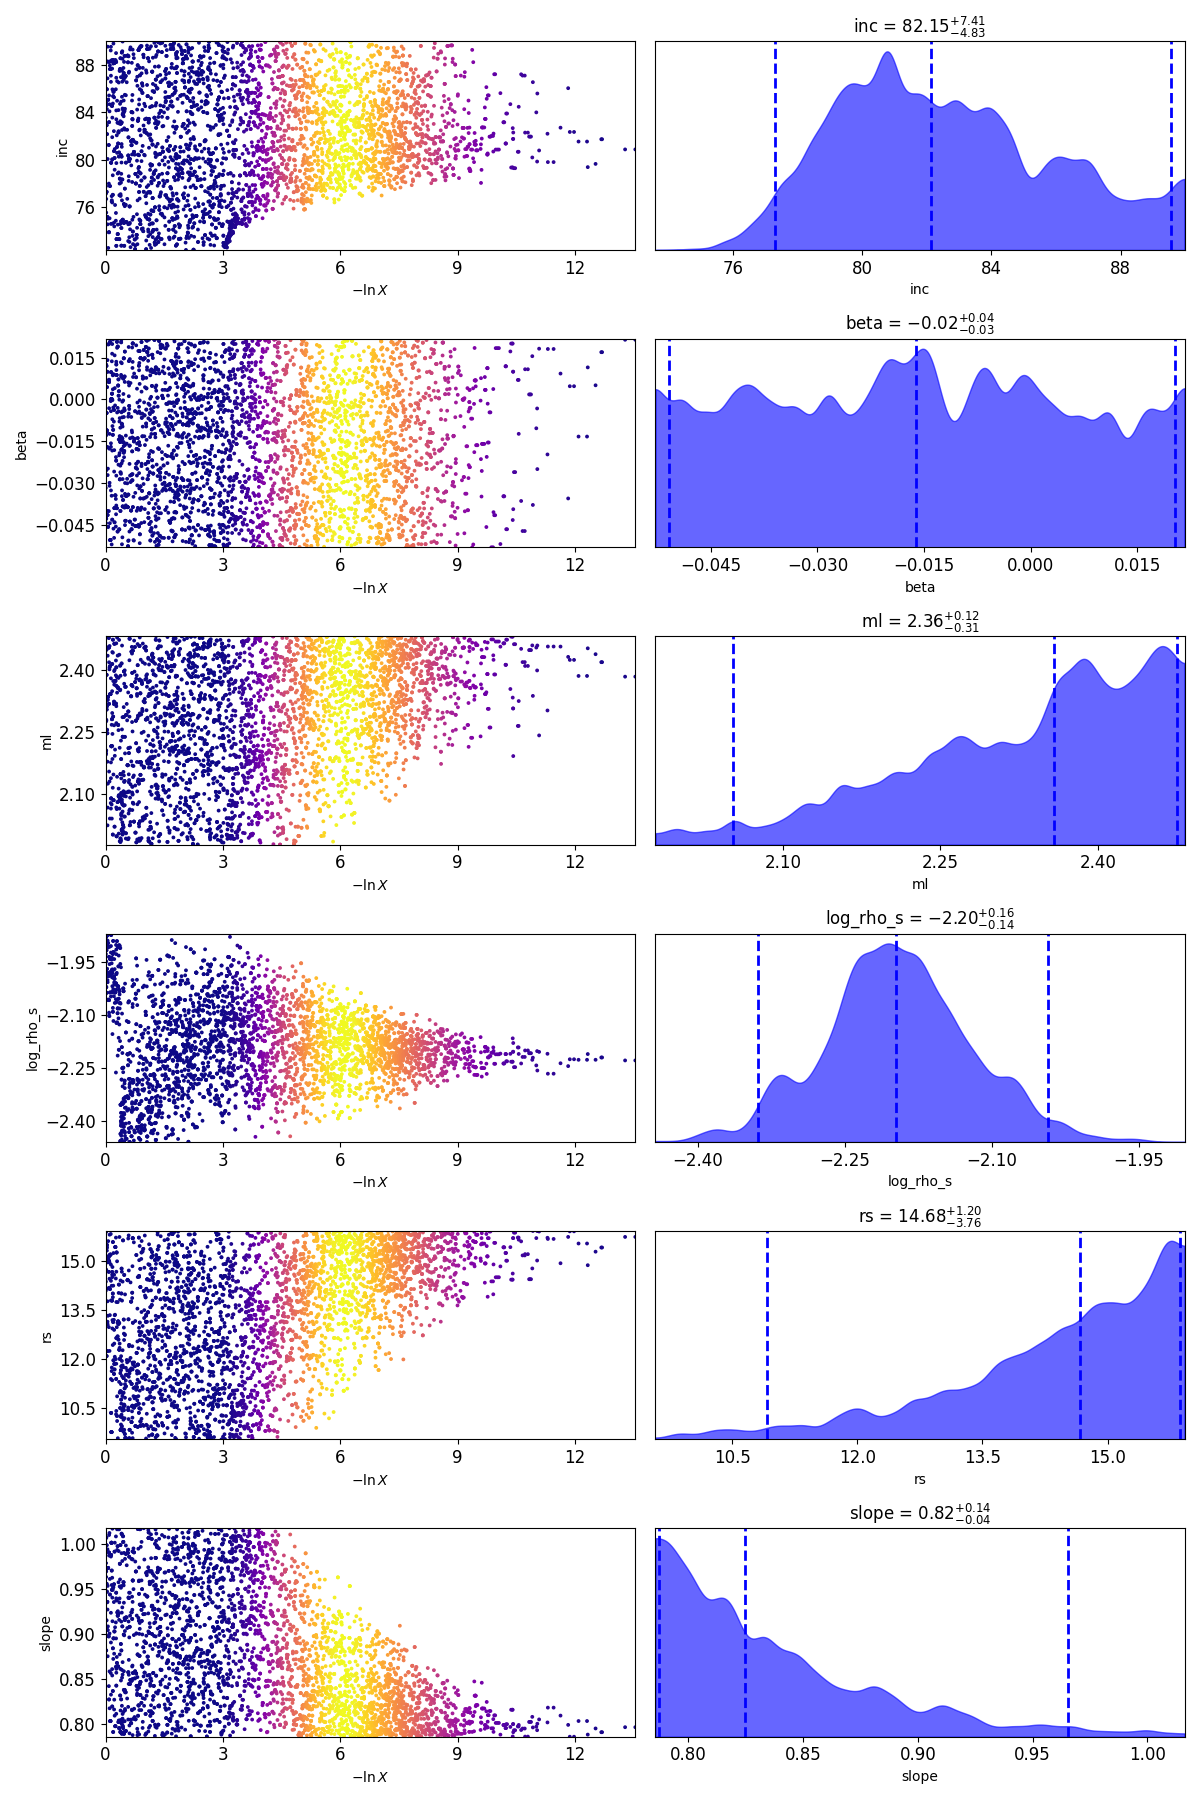 inc = 82.15+7.41−4.83
88
84
80
76
inc
0 3 6 9 12
−ln X
76 80 84 88
inc
beta = −0.02+0.04−0.03
0.015
0.000
−0.015
−0.030
−0.045
beta
0 3 6 9 12
−ln X
−0.045 −0.030 −0.015 0.000 0.015
beta
ml = 2.36+0.12−0.31
2.40
2.25
2.10
ml
0 3 6 9 12
−ln X
2.10 2.25 2.40
ml
log_rho_s = −2.20+0.16−0.14
−1.95
−2.10
−2.25
−2.40
log_rho_s
0 3 6 9 12
−ln X
−2.40 −2.25 −2.10 −1.95
log_rho_s
rs = 14.68+1.20−3.76
15.0
13.5
12.0
10.5
rs
0 3 6 9 12
−ln X
10.5 12.0 13.5 15.0
rs
slope = 0.82+0.14−0.04
1.00
0.95
0.90
0.85
0.80
slope
0 3 6 9 12
−ln X
0.80 0.85 0.90 0.95 1.00
slope